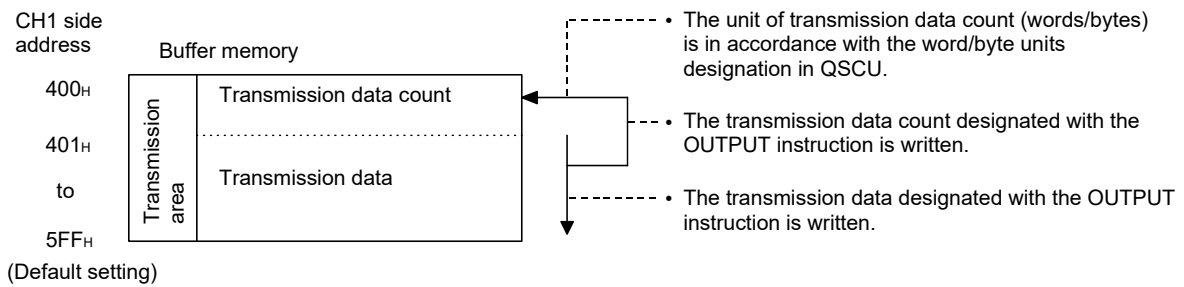 CH1 side
address
Buffer memory
400H
Transmission data count
401H
to
Transmission data
5FFH
(Default setting)
Transmission
area
• The unit of transmission data count (words/bytes)
is in accordance with the word/byte units
designation in QSCU.
• The transmission data count designated with the
OUTPUT instruction is written.
• The transmission data designated with the OUTPUT
instruction is written.